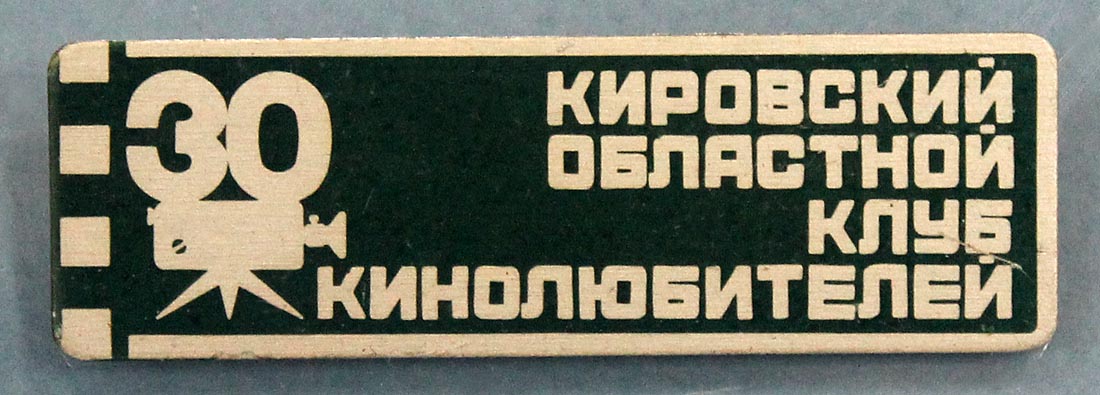 30
КИРОВСКИЙ
ОБЛАСТНОЙ
КЛУБ
КИНОЛЮБИТЕЛЕЙ